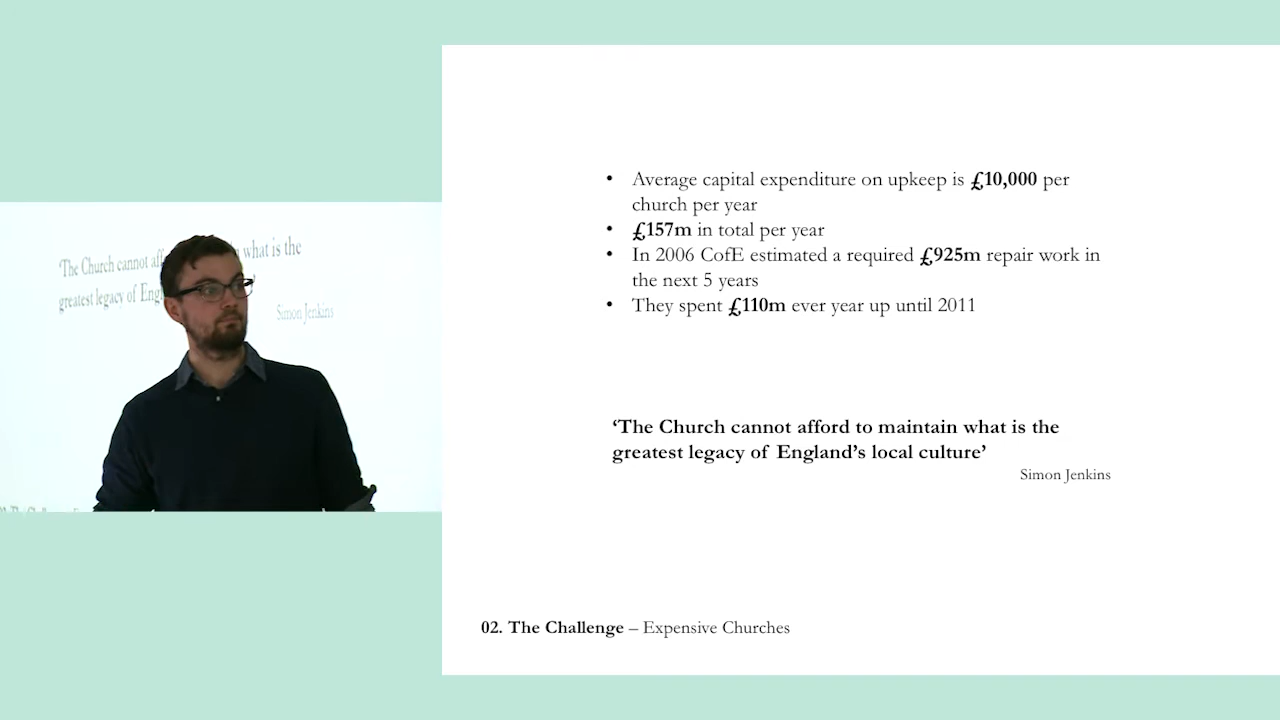 • Average capital expenditure on upkeep is £10,000 per
church per year
• £157m in total per year
• In 2006 CofE estimated a required £925m repair work in
the next 5 years
• They spent £110m ever year up until 2011
‘The Church cannot afford to maintain what is the
greatest legacy of England’s local culture’
Simon Jenkins
02. The Challenge – Expensive Churches
‘The Church cannot what is the
greatest legacy of
Simon Jenkins